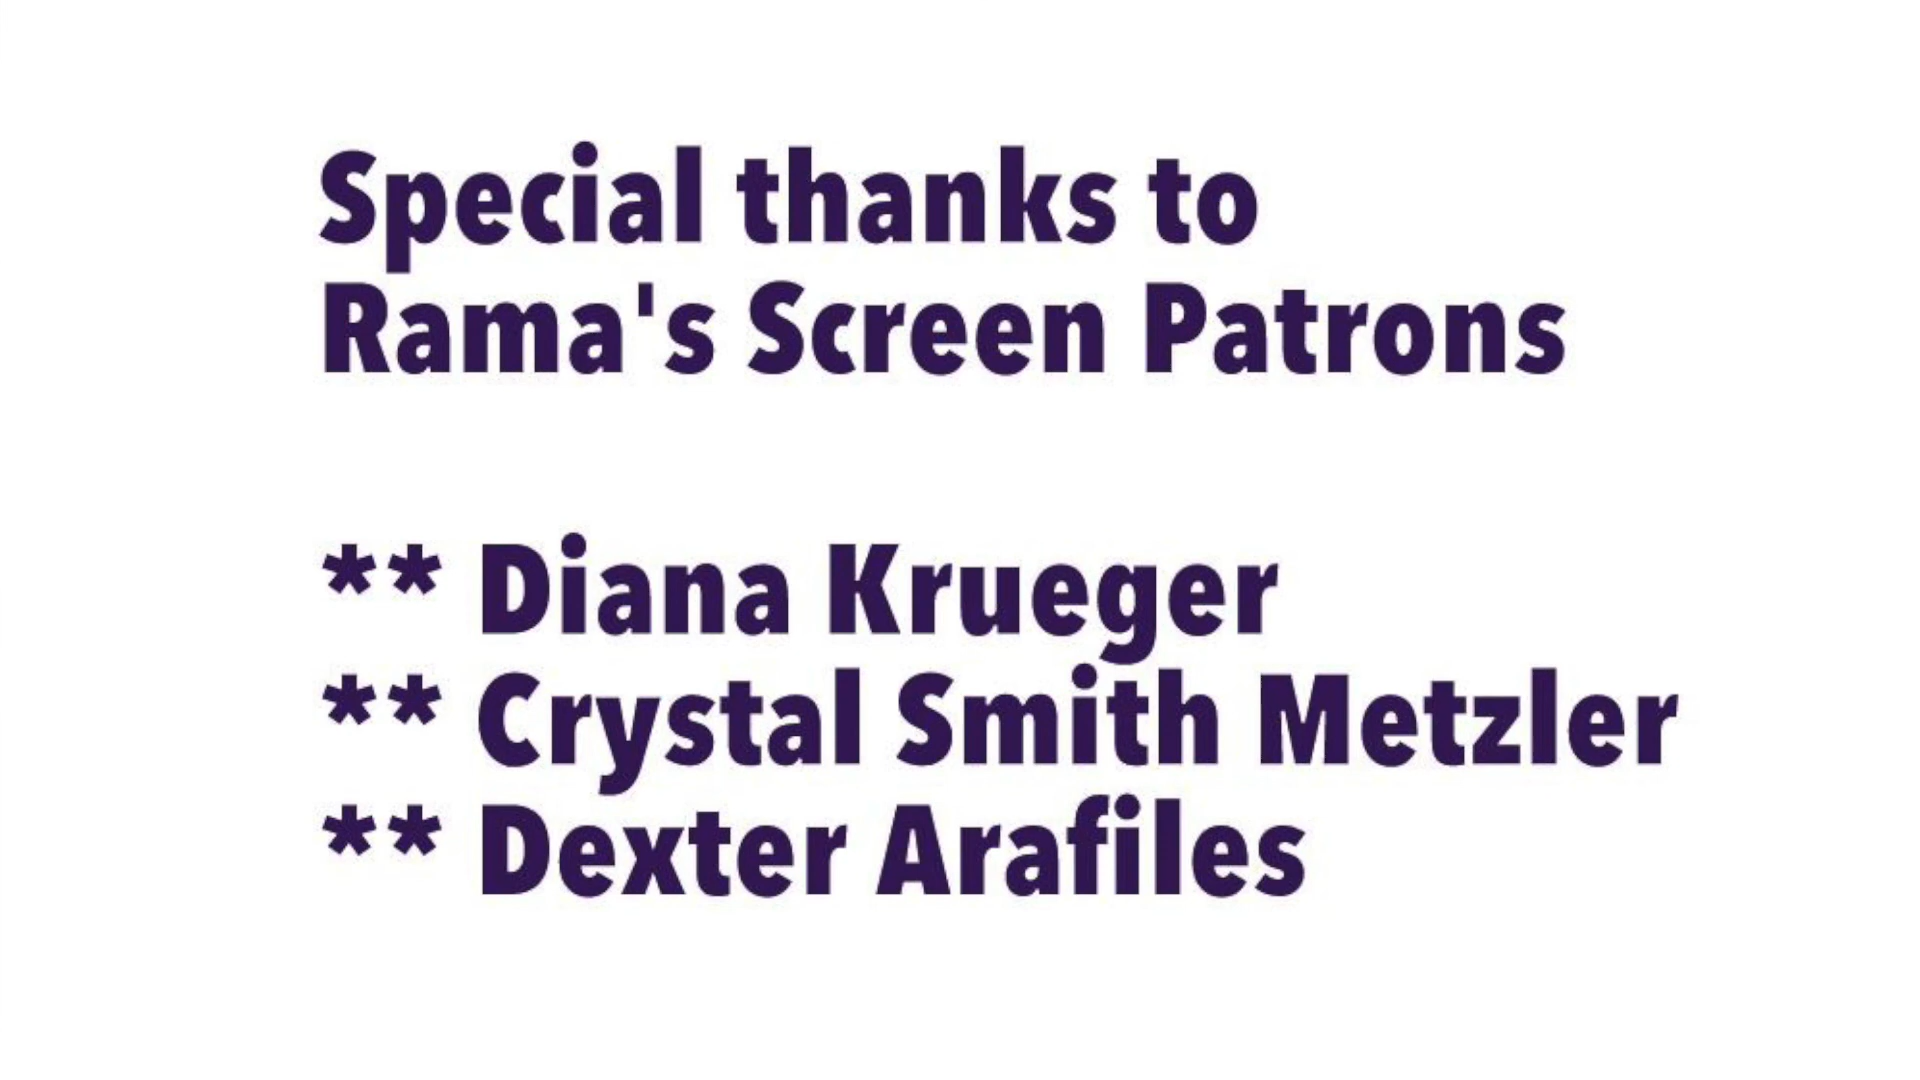 Special thanks to
Rama's Screen Patrons
** Diana Krueger
** Crystal Smith Metzler
** Dexter Arafiles